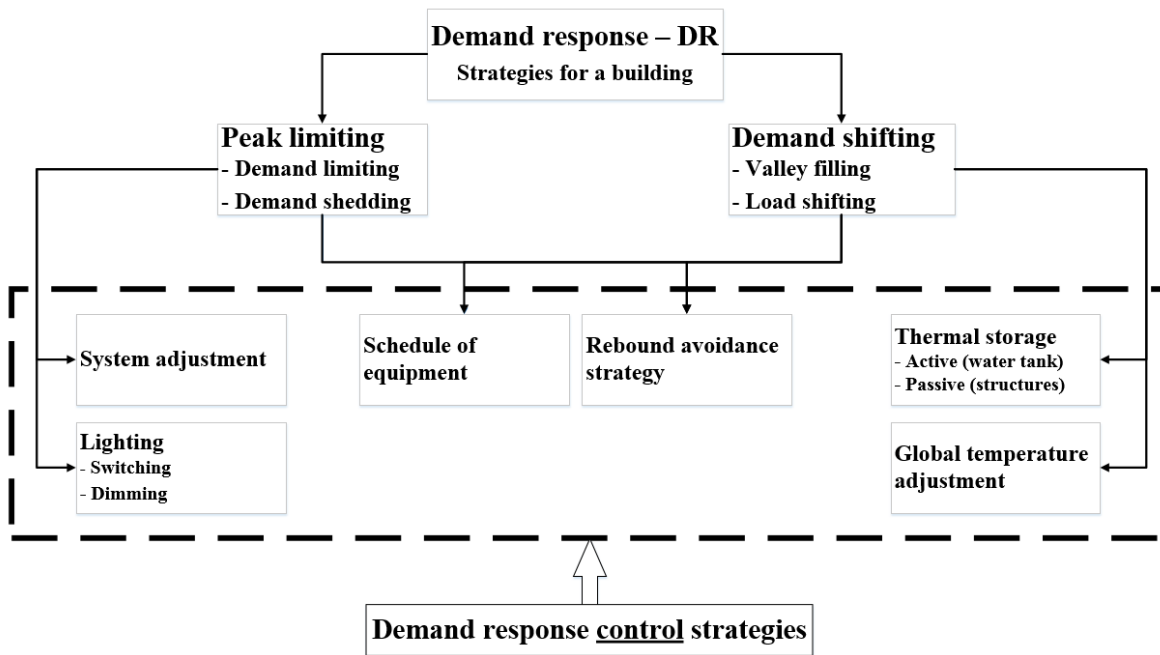 Demand response – DR
Strategies for a building
Peak limiting
- Demand limiting
- Demand shedding
Demand shifting
- Valley filling
- Load shifting
System adjustment
Schedule of
equipment
Rebound avoidance
strategy
Thermal storage
- Active (water tank)
- Passive (structures)
Lighting
- Switching
- Dimming
Global temperature
adjustment
Demand response control strategies